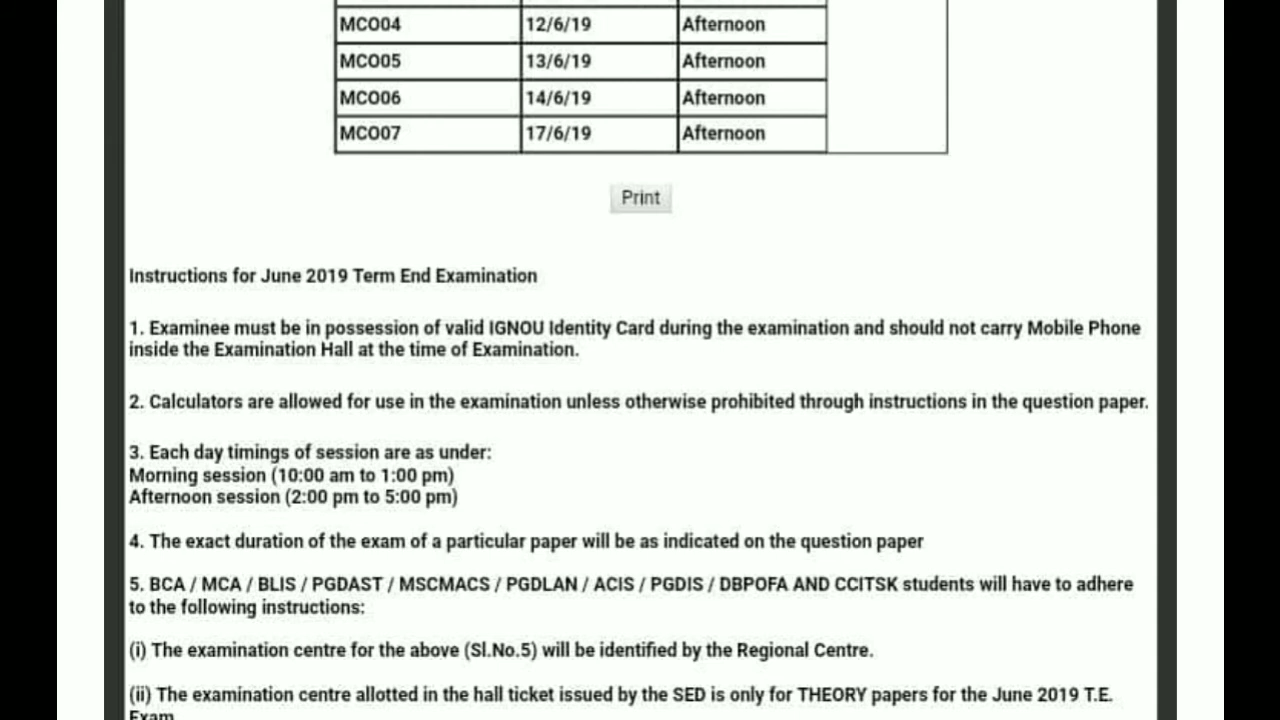 MCO04 12/6/19 Afternoon
MCO05 13/6/19 Afternoon
MCO06 14/6/19 Afternoon
MCO07 17/6/19 Afternoon
Print
Instructions for June 2019 Term End Examination
1. Examinee must be in possession of valid IGNOU Identity Card during the examination and should not carry Mobile Phone
inside the Examination Hall at the time of Examination.
2. Calculators are allowed for use in the examination unless otherwise prohibited through instructions in the question paper.
3. Each day timings of session are as under:
Morning session (10:00 am to 1:00 pm)
Afternoon session (2:00 pm to 5:00 pm)
4. The exact duration of the exam of a particular paper will be as indicated on the question paper
5. BCA / MCA / BLIS / PGDAST / MSCMACS / PGDLAN / ACIS / PGDIS / DBPOFA AND CCITSK students will have to adhere
to the following instructions:
(i) The examination centre for the above (Sl.No.5) will be identified by the Regional Centre.
(ii) The examination centre allotted in the hall ticket issued by the SED is only for THEORY papers for the June 2019 T.E.
Exam